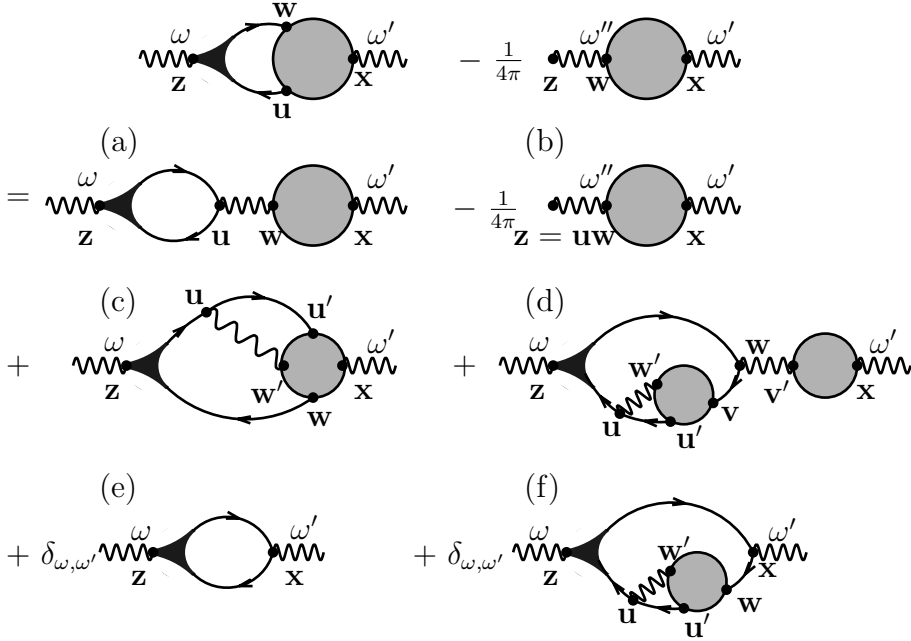 w
ω ω′ − 1/4π ω″ ω′
z x z w x
u
(a) (b)
= ω ω′ − 1/4π ω″ ω′
z u w x z = uw x
(c) u u′ (d)
+ ω w′ ω′ + ω w′ w ω′
z w x z u u′ v v′ x
(e) (f)
+ δω,ω′ ω ω′ + δω,ω′ ω w′ ω′
z x z u u′ w x